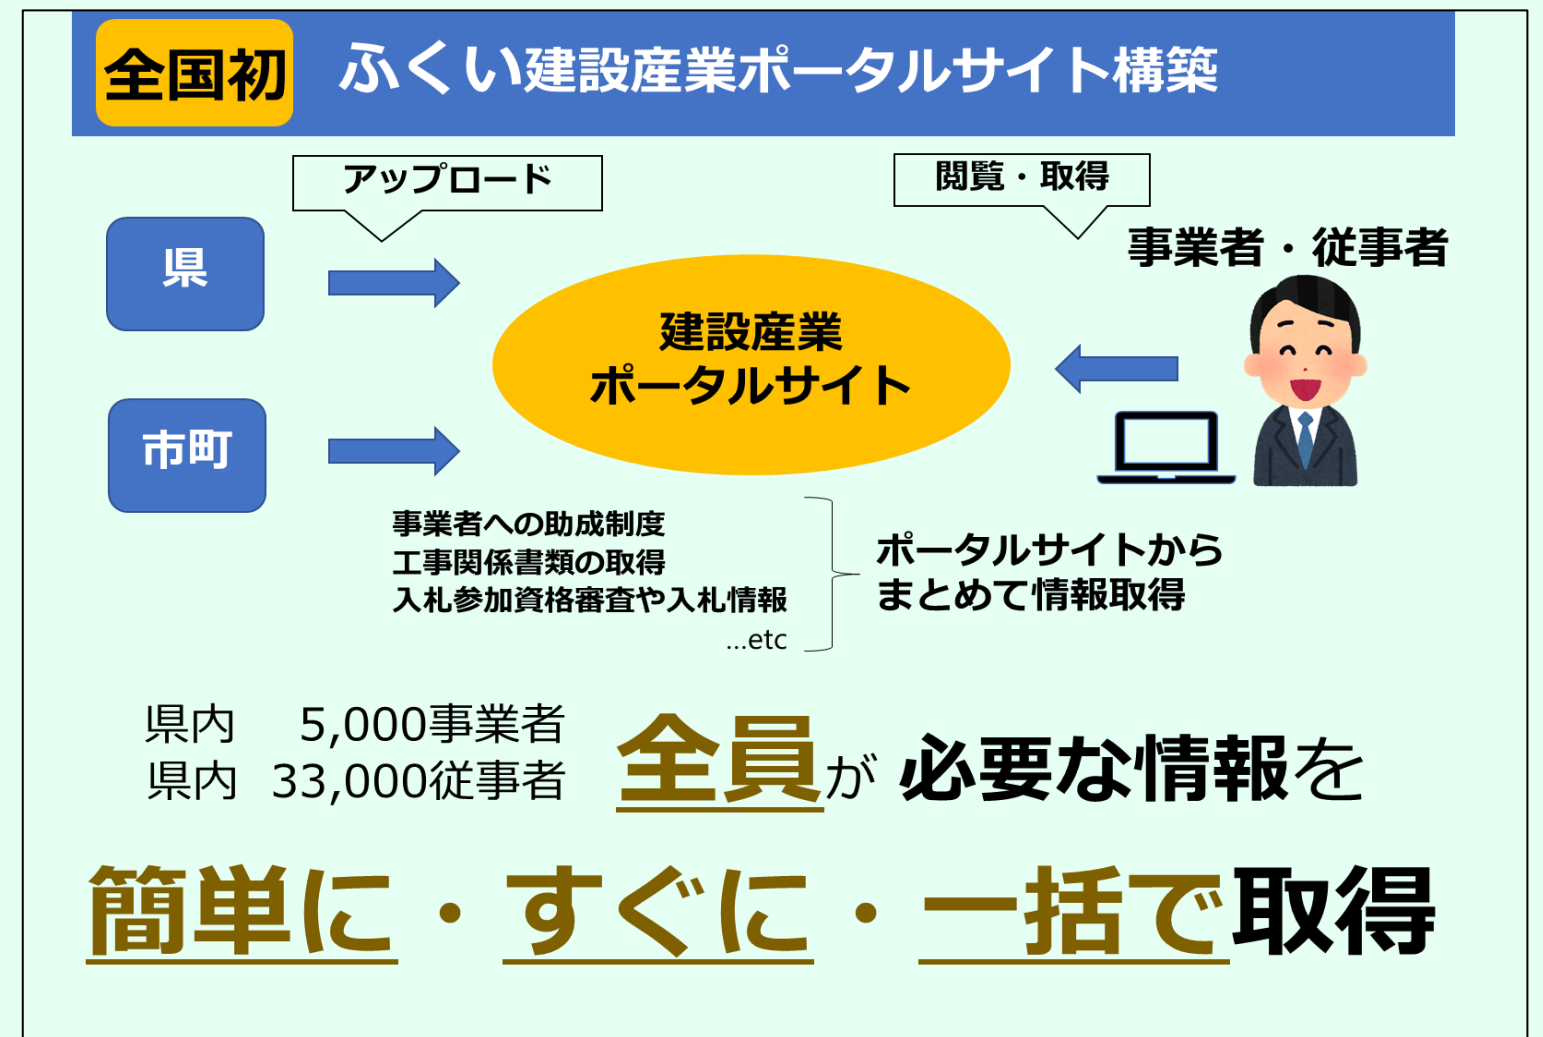 全国初
ふくい建設産業ポータルサイト構築
アップロード
閲覧・取得
県
事業者・従事者
建設産業
ポータルサイト
市町
事業者への助成制度
工事関係書類の取得
入札参加資格審査や入札情報
...etc
ポータルサイトから
まとめて情報取得
県内 5,000事業者
県内 33,000従事者
全員が 必要な情報を
簡単に・すぐに・一括で取得